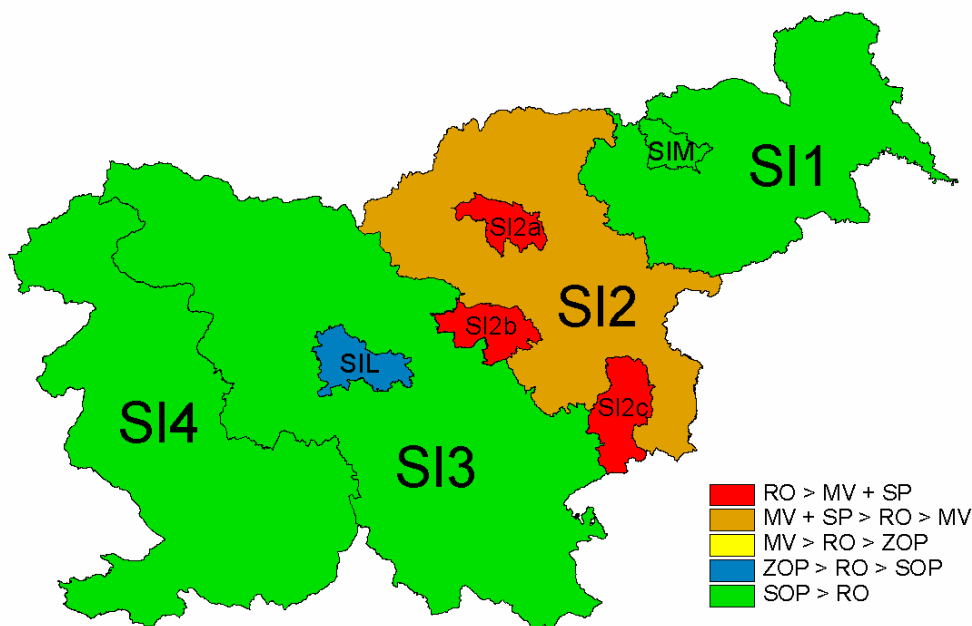 SIM
SI1
SI2a
SI2
SI2b
SIL
SI2c
SI4
SI3
RO > MV + SP
MV + SP > RO > MV
MV > RO > ZOP
ZOP > RO > SOP
SOP > RO